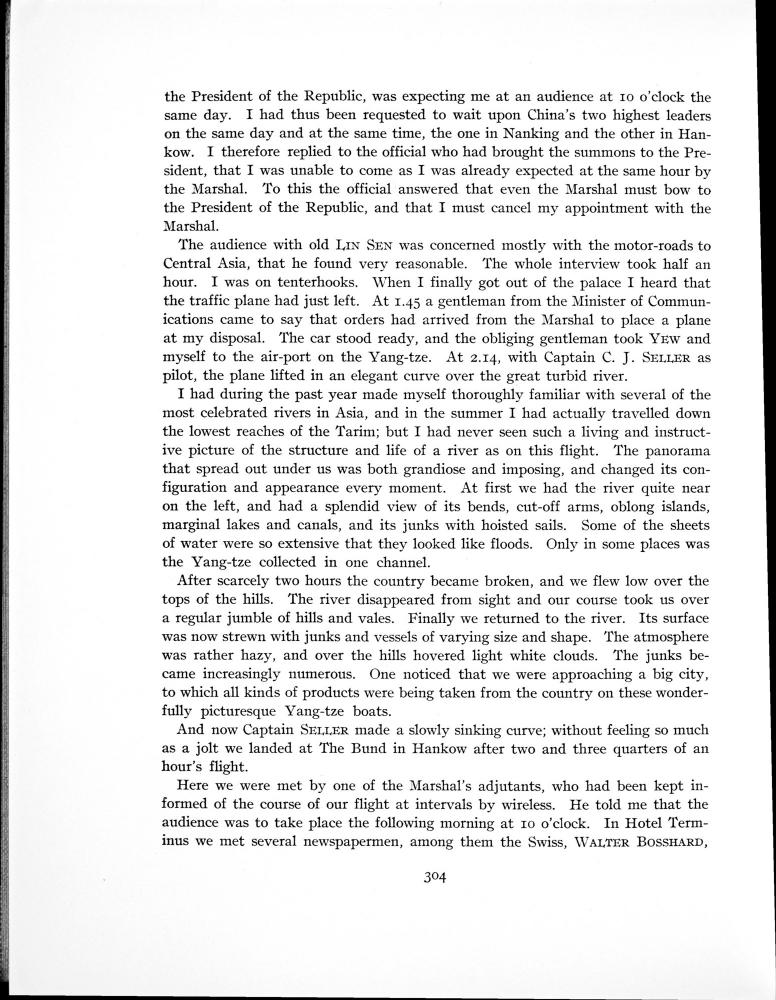 the President of the Republic, was expecting me at an audience at 10 o'clock the
same day. I had thus been requested to wait upon China's two highest leaders
on the same day and at the same time, the one in Nanking and the other in Han-
kow. I therefore replied to the official who had brought the summons to the Pre-
sident, that I was unable to come as I was already expected at the same hour by
the Marshal. To this the official answered that even the Marshal must bow to
the President of the Republic, and that I must cancel my appointment with the
Marshal.
The audience with old LIN SEN was concerned mostly with the motor-roads to
Central Asia, that he found very reasonable. The whole interview took half an
hour. I was on tenterhooks. When I finally got out of the palace I heard that
the traffic plane had just left. At 1.45 a gentleman from the Minister of Commun-
ications came to say that orders had arrived from the Marshal to place a plane
at my disposal. The car stood ready, and the obliging gentleman took YEW and
myself to the air-port on the Yang-tze. At 2.14, with Captain C. J. SELLER as
pilot, the plane lifted in an elegant curve over the great turbid river.
I had during the past year made myself thoroughly familiar with several of the
most celebrated rivers in Asia, and in the summer I had actually travelled down
the lowest reaches of the Tarim; but I had never seen such a living and instruct-
ive picture of the structure and life of a river as on this flight. The panorama
that spread out under us was both grandiose and imposing, and changed its con-
figuration and appearance every moment. At first we had the river quite near
on the left, and had a splendid view of its bends, cut-off arms, oblong islands,
marginal lakes and canals, and its junks with hoisted sails. Some of the sheets
of water were so extensive that they looked like floods. Only in some places was
the Yang-tze collected in one channel.
After scarcely two hours the country became broken, and we flew low over the
tops of the hills. The river disappeared from sight and our course took us over
a regular jumble of hills and vales. Finally we returned to the river. Its surface
was now strewn with junks and vessels of varying size and shape. The atmosphere
was rather hazy, and over the hills hovered light white clouds. The junks be-
came increasingly numerous. One noticed that we were approaching a big city,
to which all kinds of products were being taken from the country on these wonder-
fully picturesque Yang-tze boats.
And now Captain SELLER made a slowly sinking curve; without feeling so much
as a jolt we landed at The Bund in Hankow after two and three quarters of an
hour's flight.
Here we were met by one of the Marshal's adjutants, who had been kept in-
formed of the course of our flight at intervals by wireless. He told me that the
audience was to take place the following morning at 10 o'clock. In Hotel Term-
inus we met several newspapermen, among them the Swiss, WALTER BOSSHARD,
304